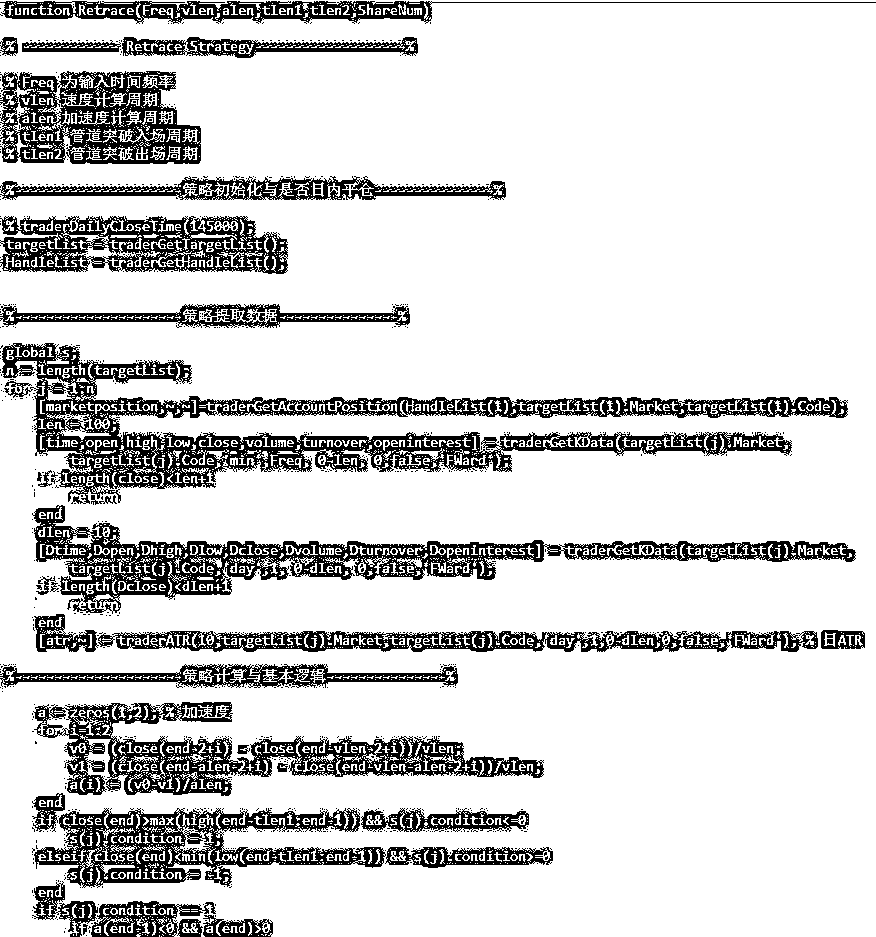 function Retrace(Freq,vlen,alen,tlen1,tlen2,ShareNum)
% --------------- Retrace Strategy----------------------%
% Freq 为输入时间频率
% vlen 速度计算周期
% alen 加速度计算周期
% tlen1 管道突破入场周期
% tlen2 管道突破出场周期
%-------------------------策略初始化与是否日内平仓-----------------%
% traderDailyCloseTime(145000);
targetList = traderGetTargetList();
HandleList = traderGetHandleList();
%-------------------------策略提取数据-----------------%
global s;
n = length(targetList);
for j = 1:n
[marketposition,~,~]=traderGetAccountPosition(HandleList(i),targetList(i).Market,targetList(i).Code);
len = 100;
[time,open,high,low,close,volume,turnover,openinterest] = traderGetKData(targetList(j).Market,
targetList(j).Code,'min',Freq, 0-len, 0,false,'FWard');
if length(close)<len+1
return
end
dlen = 10;
[Dtime,Dopen,Dhigh,Dlow,Dclose,Dvolume,Dturnover,Dopeninterest] = traderGetKData(targetList(j).Market,
targetList(j).Code,'day',1, 0-dlen, 0,false,'FWard');
if length(Dclose)<dlen+1
return
end
[atr,~] = traderATR(10,targetList(j).Market,targetList(j).Code,'day',1,0-dlen,0,false,'FWard'); % 日ATR
%-------------------------策略计算与基本逻辑-----------------%
a = zeros(1,2); % 加速度
for i=1:2
v0 = (close(end-2+i) - close(end-vlen-2+i))/vlen;
v1 = (close(end-alen-2+i) - close(end-vlen-alen-2+i))/vlen;
a(i) = (v0-v1)/alen;
end
if close(end)>max(high(end-tlen1:end-1)) && s(j).condition<=0
s(j).condition = 1;
elseif close(end)<min(low(end-tlen1:end-1)) && s(j).condition>=0
s(j).condition = -1;
end
if s(j).condition == 1
if a(end-1)<0 && a(end)>0